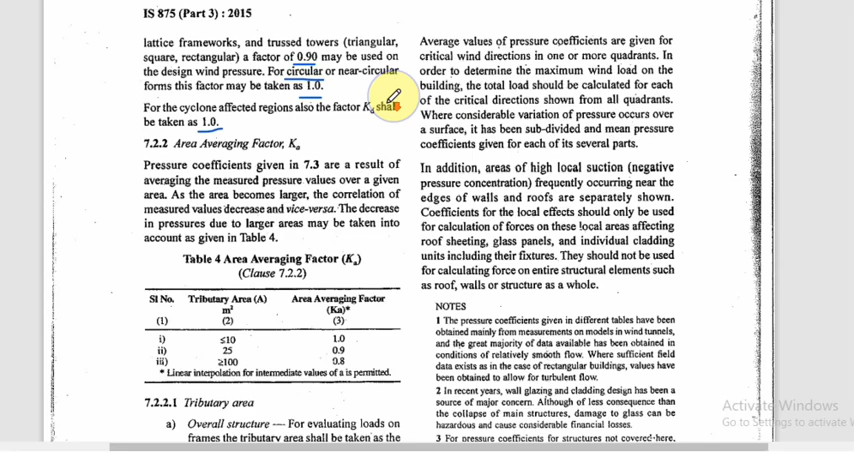 IS 875 (Part 3) : 2015
lattice frameworks, and trussed towers (triangular,
square, rectangular) a factor of 0.90 may be used on
the design wind pressure. For circular or near-circular
forms this factor may be taken as 1.0.
For the cyclone affected regions also the factor Kd
be taken as 1.0.
7.2.2 Area Averaging Factor, Ka
Pressure coefficients given in 7.3 are a result of
averaging the measured pressure values over a given
area. As the area becomes larger, the correlation of
measured values decrease and vice-versa. The decrease
in pressures due to larger areas may be taken into
account as given in Table 4.
Table 4 Area Averaging Factor (Ka)
(Clause 7.2.2)
SI No. Tributary Area (A) Area Averaging Factor
m² (Ka)*
(1) (2) (3)
i) ≤10 1.0
ii) 25 0.9
iii) ≥100 0.8
* Linear interpolation for intermediate values of a is permitted.
7.2.2.1 Tributary area
a) Overall structure — For evaluating loads on
frames the tributary area shall be taken as the
Average values of pressure coefficients are given for
critical wind directions in one or more quadrants. In
order to determine the maximum wind load on the
building, the total load should be calculated for each
of the critical directions shown from all quadrants.
Where considerable variation of pressure occurs over
a surface, it has been sub-divided and mean pressure
coefficients given for each of its several parts.
In addition, areas of high local suction (negative
pressure concentration) frequently occurring near the
edges of walls and roofs are separately shown.
Coefficients for the local effects should only be used
for calculation of forces on these local areas affecting
roof sheeting, glass panels, and individual cladding
units including their fixtures. They should not be used
for calculating force on entire structural elements such
as roof, walls or structure as a whole.
NOTES
1 The pressure coefficients given in different tables have been
obtained mainly from measurements on models in wind tunnels,
and the great majority of data available has been obtained in
conditions of relatively smooth flow. Where sufficient field
data exists as in the case of rectangular buildings, values have
been obtained to allow for turbulent flow.
2 In recent years, wall glazing and cladding design has been a
source of major concern. Although of less consequence than
the collapse of main structures, damage to glass can be
hazardous and cause considerable financial losses.
3 For pressure coefficients for structures not covered here,
Activate Windows
Go to Settings to activate